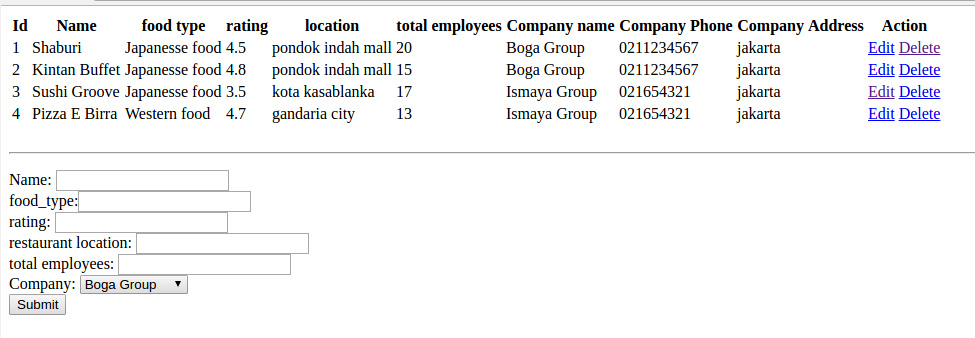 Id Name food type rating location total employees Company name Company Phone Company Address Action
1 Shaburi Japanesse food 4.5 pondok indah mall 20 Boga Group 0211234567 jakarta Edit Delete
2 Kintan Buffet Japanesse food 4.8 pondok indah mall 15 Boga Group 0211234567 jakarta Edit Delete
3 Sushi Groove Japanesse food 3.5 kota kasablanka 17 Ismaya Group 021654321 jakarta Edit Delete
4 Pizza E Birra Western food 4.7 gandaria city 13 Ismaya Group 021654321 jakarta Edit Delete
Name:
food_type:
rating:
restaurant location:
total employees:
Company: Boga Group
Submit